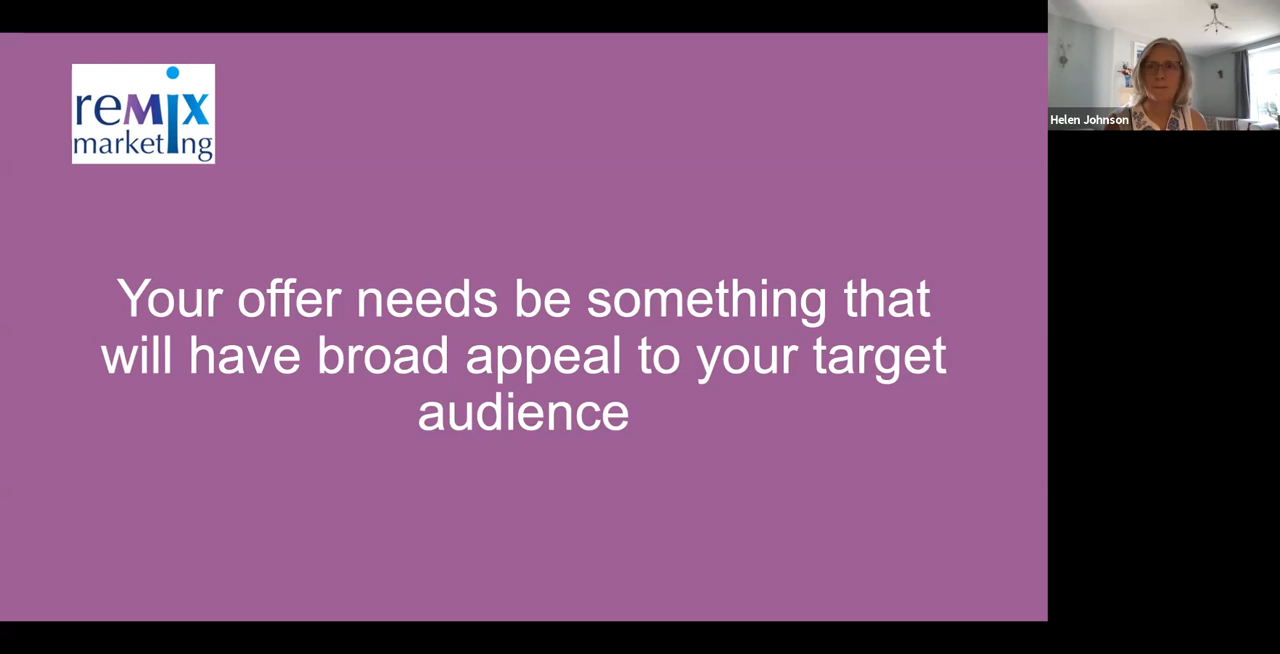 remix
marketing
Your offer needs be something that
will have broad appeal to your target
audience
Helen Johnson